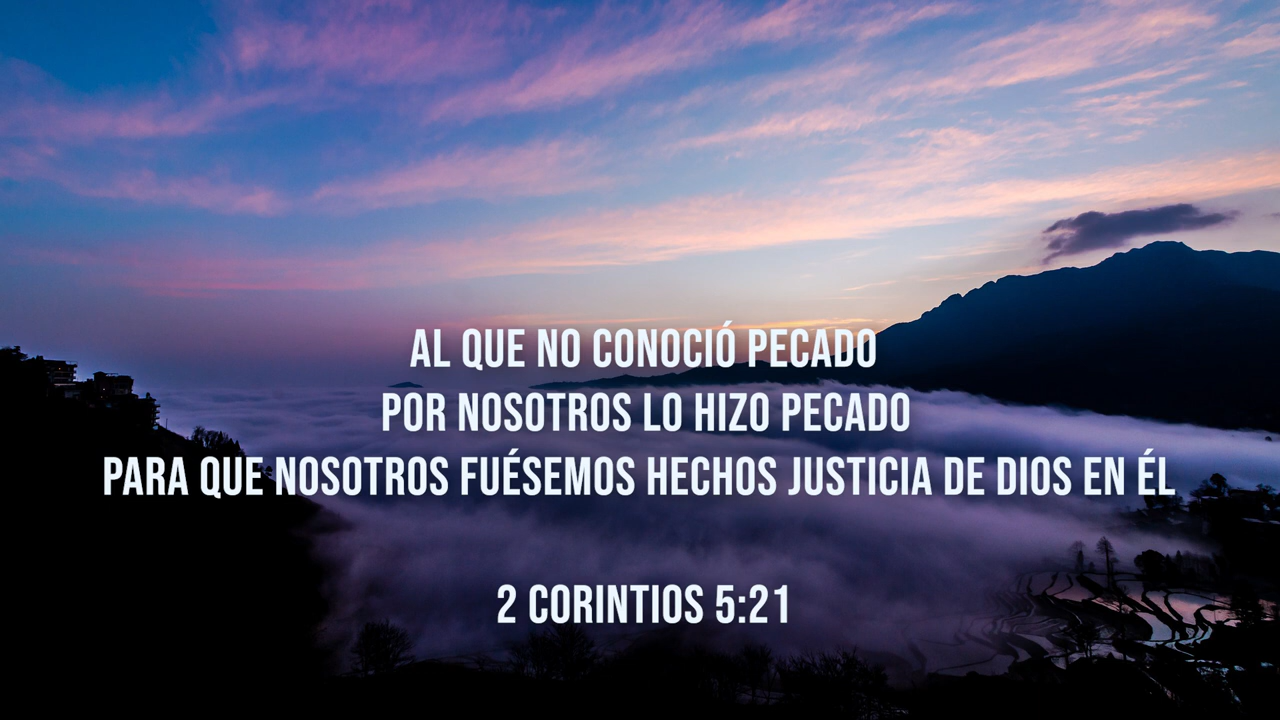 AL QUE NO CONOCIÓ PECADO
POR NOSOTROS LO HIZO PECADO
PARA QUE NOSOTROS FUÉSEMOS HECHOS JUSTICIA DE DIOS EN ÉL
2 CORINTIOS 5:21